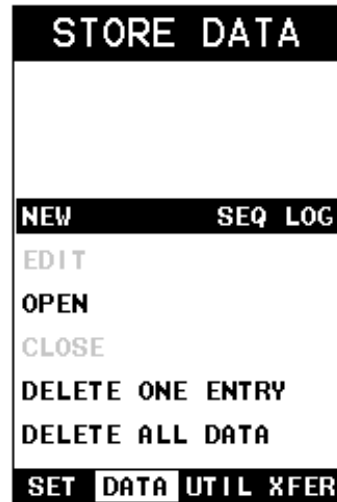 STORE DATA
NEW SEQ LOG
EDIT
OPEN
CLOSE
DELETE ONE ENTRY
DELETE ALL DATA
SET DATA UTIL XFER